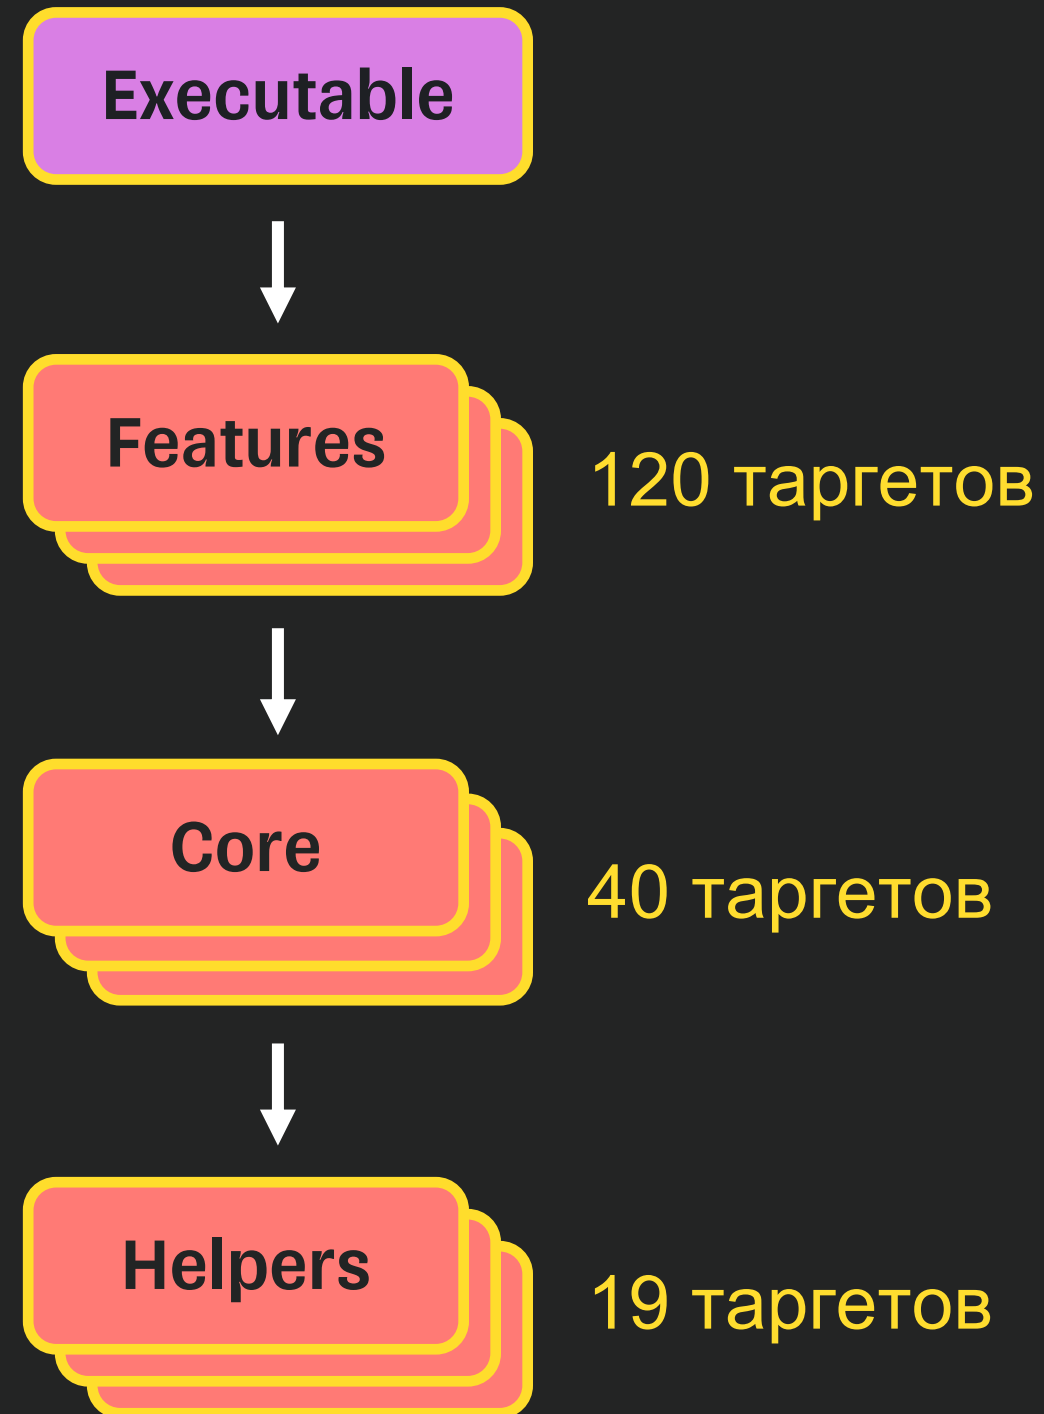 Executable
Features
120 таргетов
Core
40 таргетов
Helpers
19 таргетов